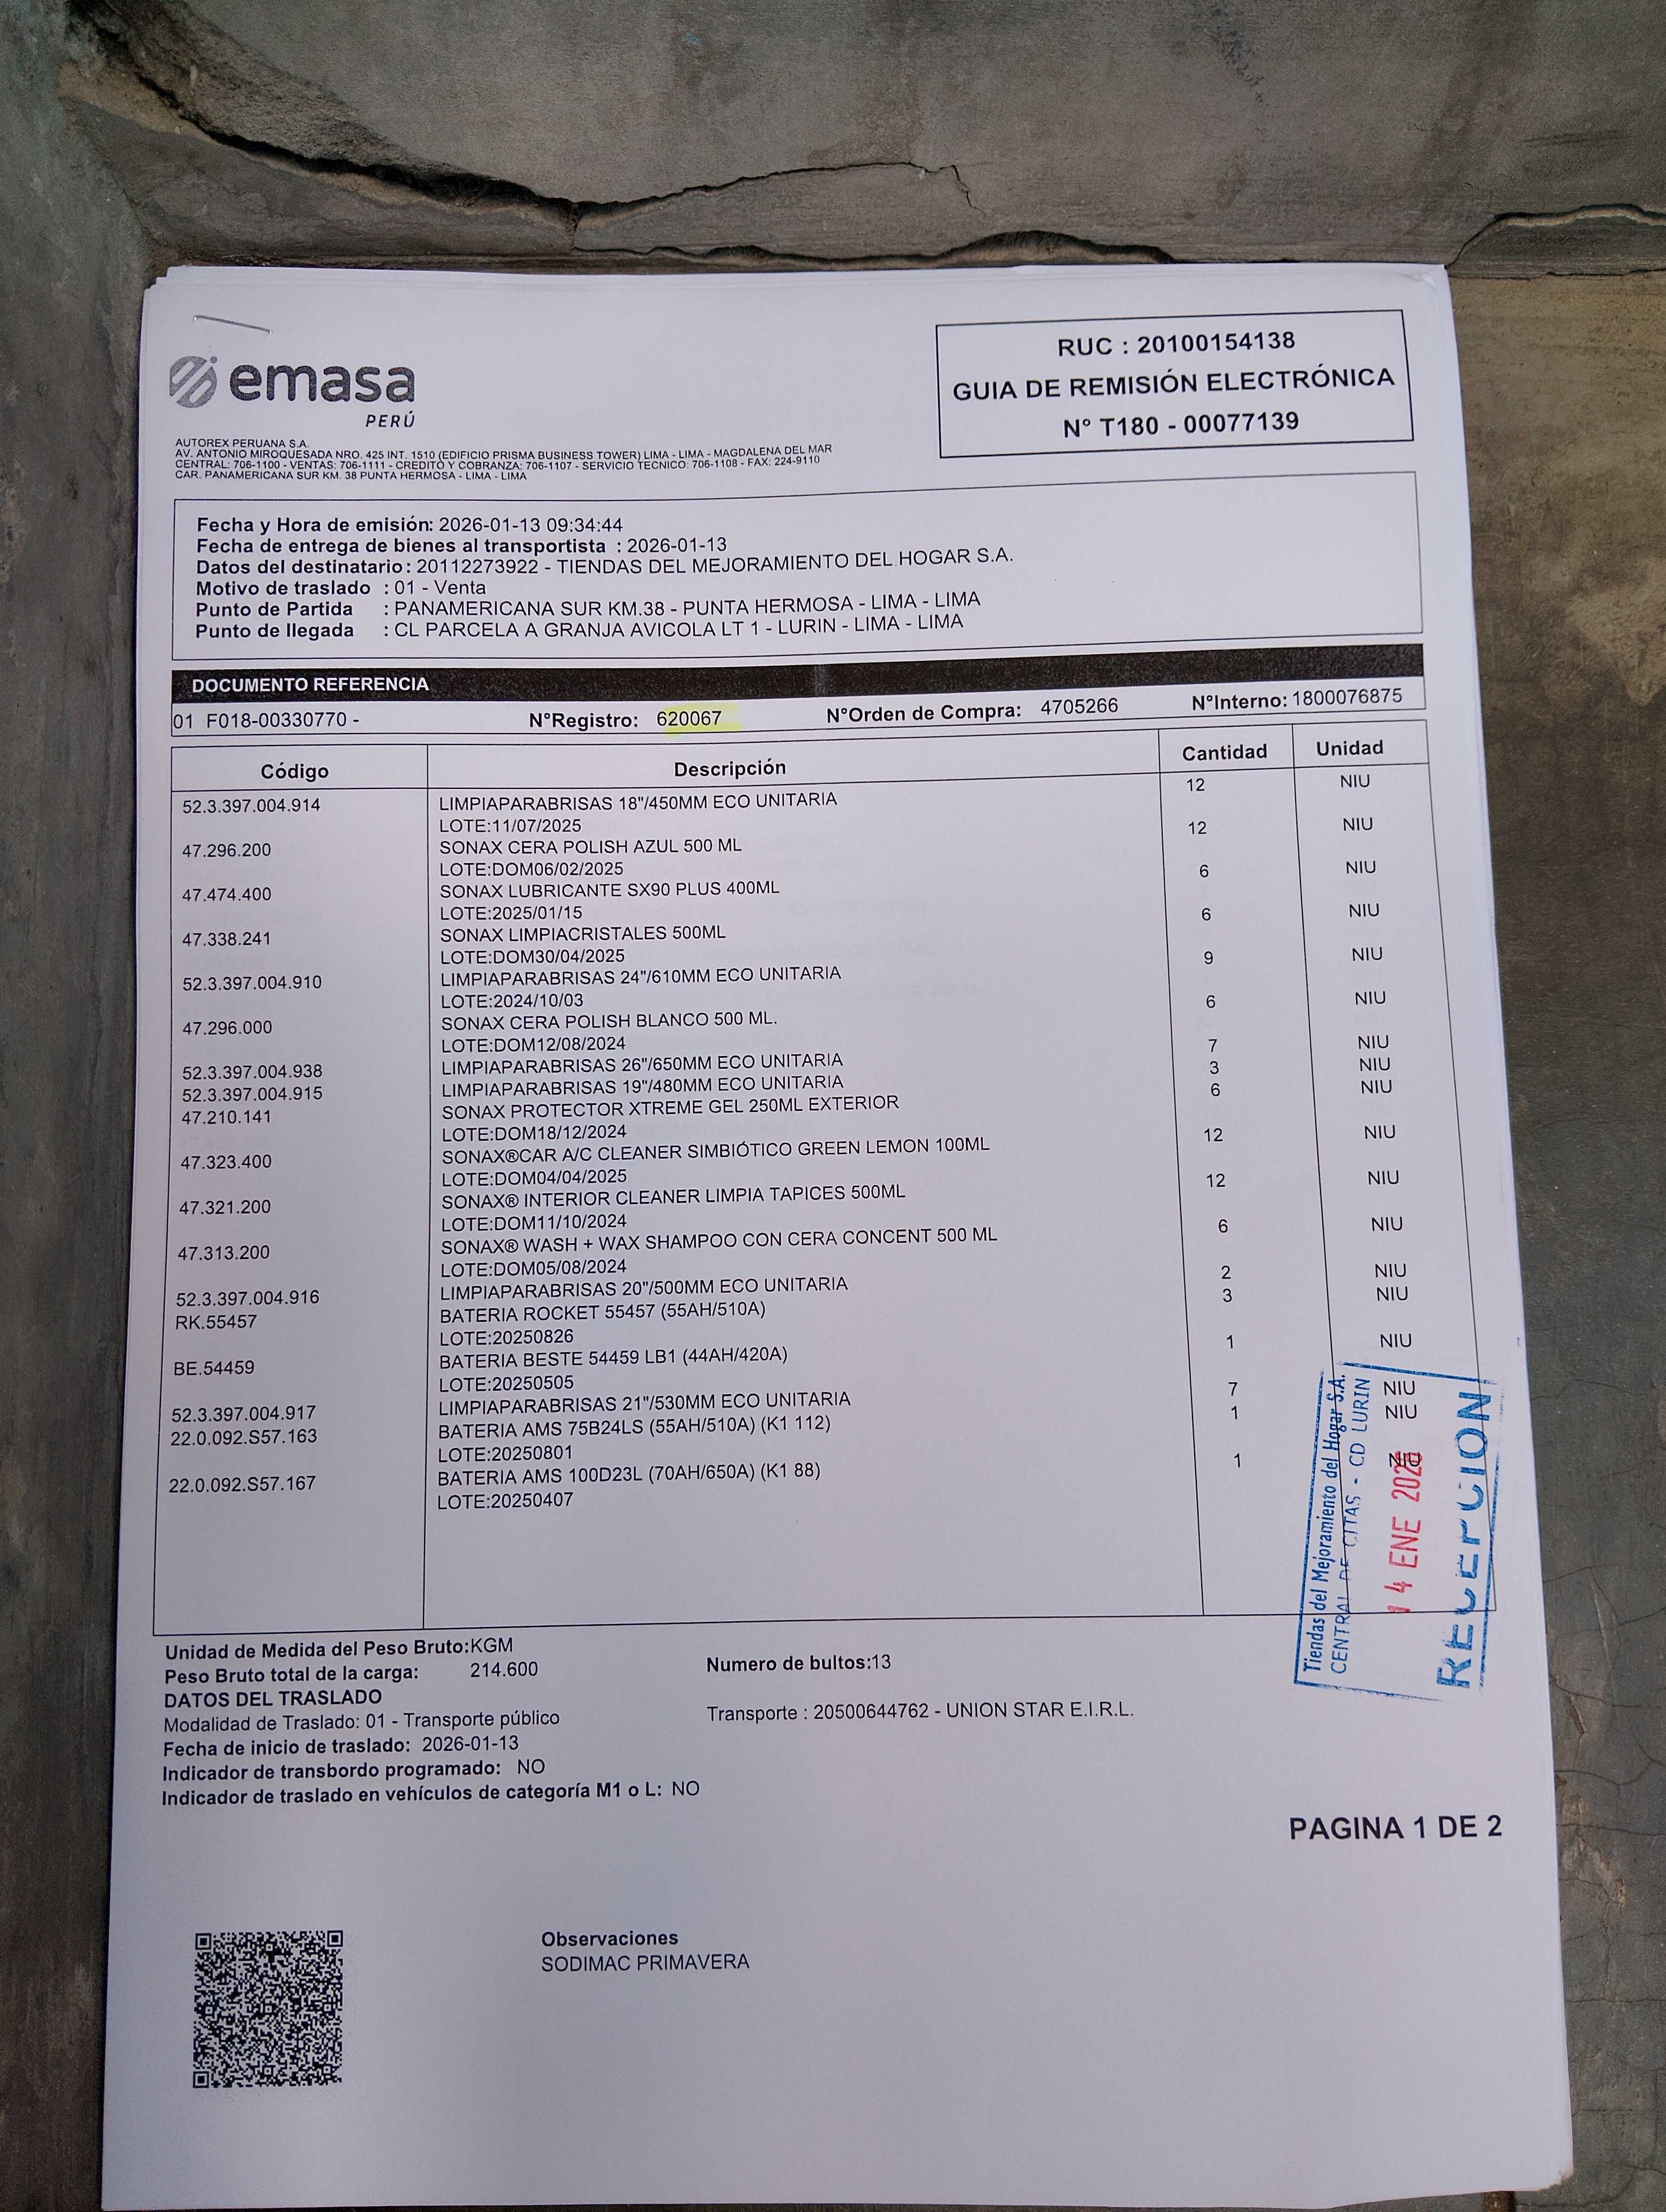 emasa
PERÚ
RUC : 20100154138
GUIA DE REMISIÓN ELECTRÓNICA
N° T180 - 00077139
AUTOREX PERUANA S.A.
AV. ANTONIO MIROQUESADA NRO. 425 INT. 1510 (EDIFICIO PRISMA BUSINESS TOWER) LIMA - LIMA - MAGDALENA DEL MAR
CENTRAL: 706-1100 - VENTAS: 706-1111 - CREDITO Y COBRANZA: 706-1107 - SERVICIO TECNICO: 706-1108 - FAX: 224-9110
CAR. PANAMERICANA SUR KM. 38 PUNTA HERMOSA - LIMA - LIMA
Fecha y Hora de emisión: 2026-01-13 09:34:44
Fecha de entrega de bienes al transportista : 2026-01-13
Datos del destinatario : 20112273922 - TIENDAS DEL MEJORAMIENTO DEL HOGAR S.A.
Motivo de traslado : 01 - Venta
Punto de Partida : PANAMERICANA SUR KM.38 - PUNTA HERMOSA - LIMA - LIMA
Punto de llegada : CL PARCELA A GRANJA AVICOLA LT 1 - LURIN - LIMA - LIMA
DOCUMENTO REFERENCIA
01 F018-00330770 - N°Registro: 620067 N°Orden de Compra: 4705266 N°Interno: 1800076875
Código Descripción Cantidad Unidad
52.3.397.004.914 LIMPIAPARABRISAS 18"/450MM ECO UNITARIA 12 NIU
LOTE:11/07/2025
47.296.200 SONAX CERA POLISH AZUL 500 ML 12 NIU
LOTE:DOM06/02/2025
47.474.400 SONAX LUBRICANTE SX90 PLUS 400ML 6 NIU
LOTE:2025/01/15
47.338.241 SONAX LIMPIACRISTALES 500ML 6 NIU
LOTE:DOM30/04/2025
52.3.397.004.910 LIMPIAPARABRISAS 24"/610MM ECO UNITARIA 9 NIU
LOTE:2024/10/03
47.296.000 SONAX CERA POLISH BLANCO 500 ML. 6 NIU
LOTE:DOM12/08/2024
52.3.397.004.938 LIMPIAPARABRISAS 26"/650MM ECO UNITARIA 7 NIU
52.3.397.004.915 LIMPIAPARABRISAS 19"/480MM ECO UNITARIA 3 NIU
47.210.141 SONAX PROTECTOR XTREME GEL 250ML EXTERIOR 6 NIU
LOTE:DOM18/12/2024
47.323.400 SONAX®CAR A/C CLEANER SIMBIÓTICO GREEN LEMON 100ML 12 NIU
LOTE:DOM04/04/2025
47.321.200 SONAX® INTERIOR CLEANER LIMPIA TAPICES 500ML 12 NIU
LOTE:DOM11/10/2024
47.313.200 SONAX® WASH + WAX SHAMPOO CON CERA CONCENT 500 ML 6 NIU
LOTE:DOM05/08/2024
52.3.397.004.916 LIMPIAPARABRISAS 20"/500MM ECO UNITARIA 2 NIU
RK.55457 BATERIA ROCKET 55457 (55AH/510A) 3 NIU
LOTE:20250826
BE.54459 BATERIA BESTE 54459 LB1 (44AH/420A) 1 NIU
LOTE:20250505
52.3.397.004.917 LIMPIAPARABRISAS 21"/530MM ECO UNITARIA 7 NIU
22.0.092.S57.163 BATERIA AMS 75B24LS (55AH/510A) (K1 112) 1 NIU
LOTE:20250801
22.0.092.S57.167 BATERIA AMS 100D23L (70AH/650A) (K1 88) 1 NIU
LOTE:20250407
Tiendas del Mejoramiento del Hogar S.A.
CENTRAL DE CITAS - CD LURIN
14 ENE 2026
RECEPCION
Unidad de Medida del Peso Bruto:KGM
Peso Bruto total de la carga: 214.600 Numero de bultos:13
DATOS DEL TRASLADO
Modalidad de Traslado: 01 - Transporte público Transporte : 20500644762 - UNION STAR E.I.R.L.
Fecha de inicio de traslado: 2026-01-13
Indicador de transbordo programado: NO
Indicador de traslado en vehículos de categoría M1 o L: NO
PAGINA 1 DE 2
Observaciones
SODIMAC PRIMAVERA